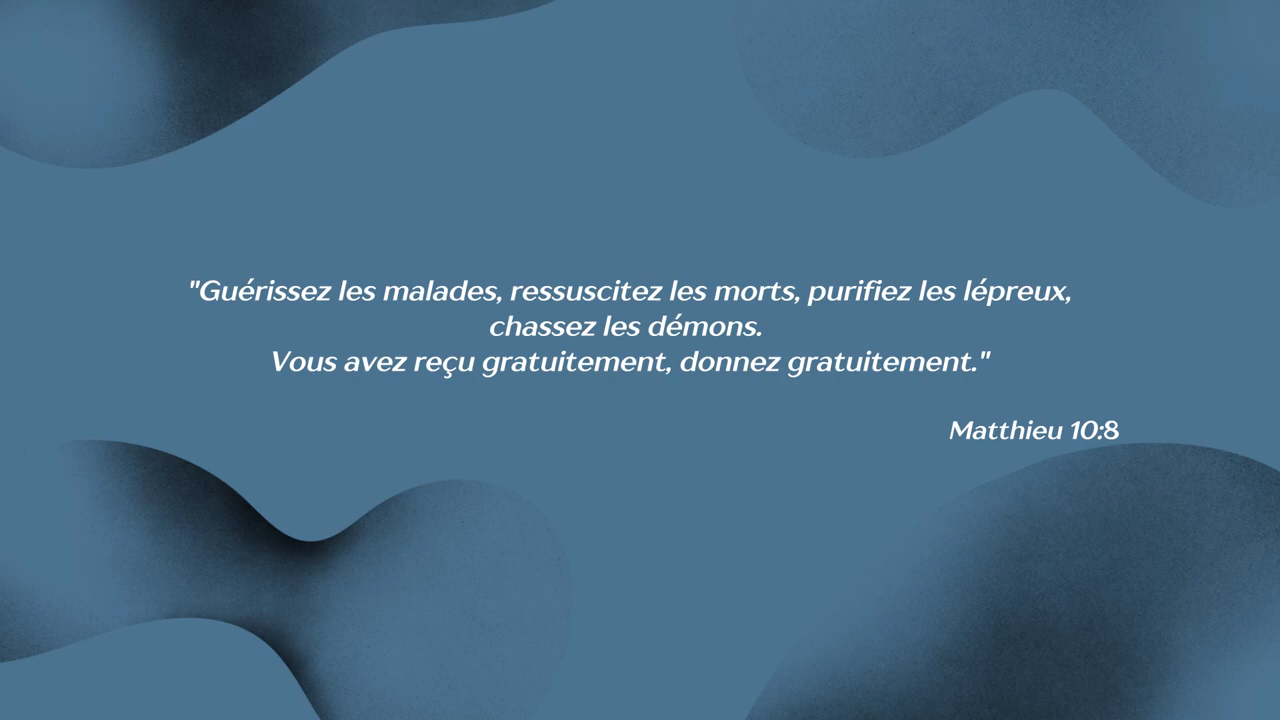 "Guérissez les malades, ressuscitez les morts, purifiez les lépreux,
chassez les démons.
Vous avez reçu gratuitement, donnez gratuitement."
Matthieu 10:8